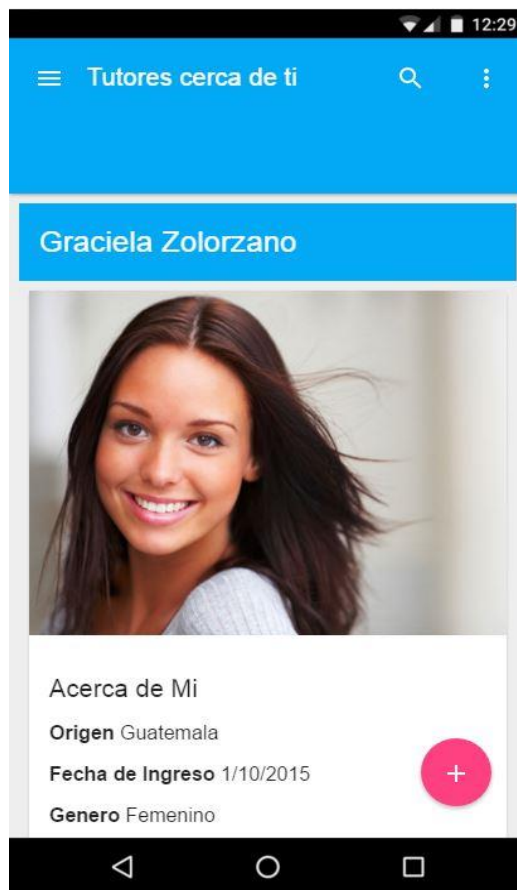 12:29
Tutores cerca de ti
Graciela Zolorzano
Acerca de Mi
Origen Guatemala
Fecha de Ingreso 1/10/2015
Genero Femenino